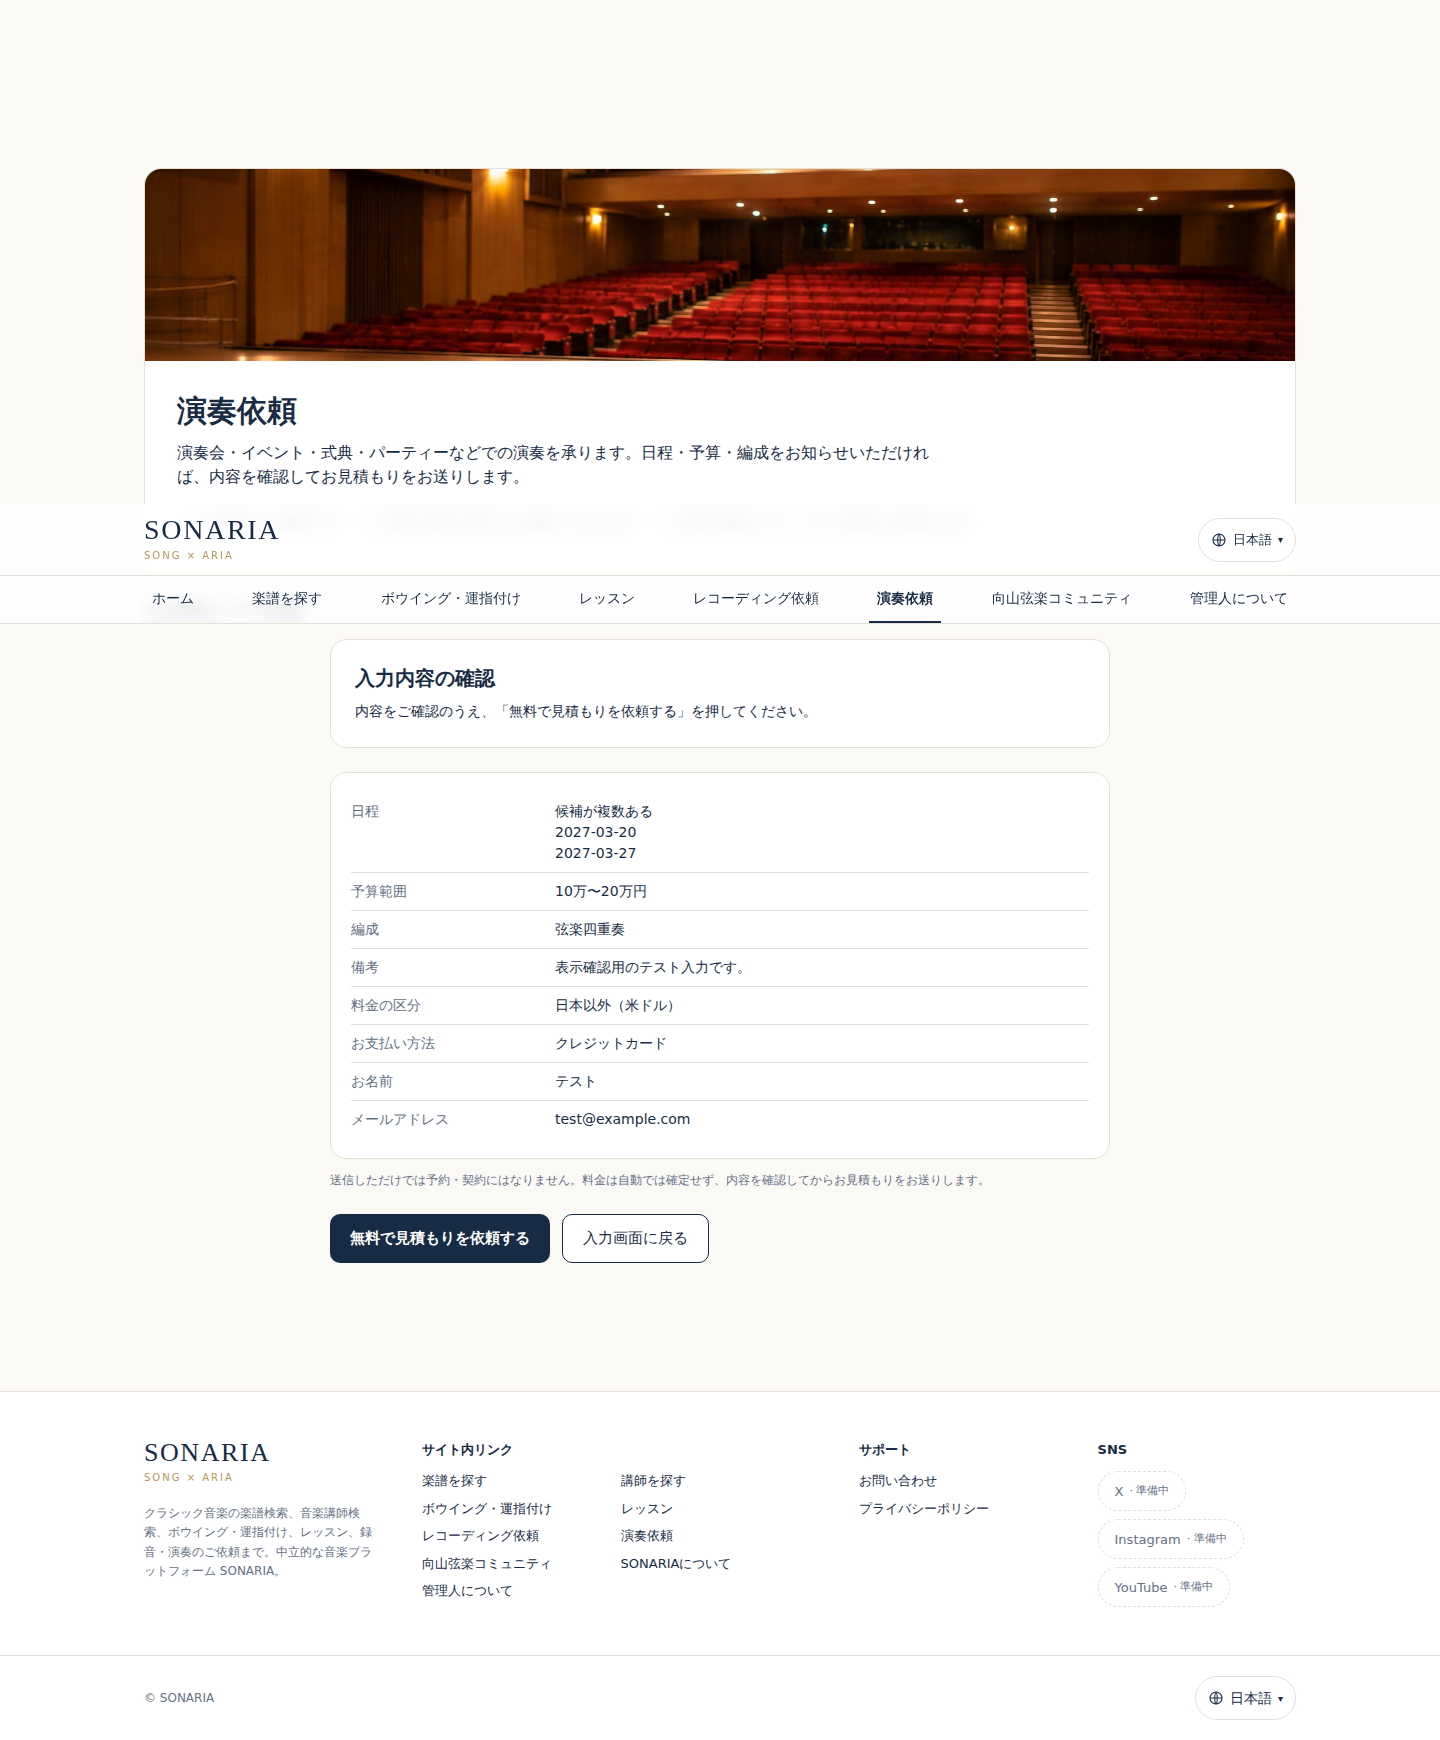 演奏依頼
演奏会・イベント・式典・パーティーなどでの演奏を承ります。日程・予算・編成をお知らせいただけれ
ば、内容を確認してお見積もりをお送りします。
SONARIA
SONG × ARIA
日本語 ▾
ホーム
楽譜を探す
ボウイング・運指付け
レッスン
レコーディング依頼
演奏依頼
向山弦楽コミュニティ
管理人について
入力内容の確認
内容をご確認のうえ、「無料で見積もりを依頼する」を押してください。
日程
候補が複数ある
2027-03-20
2027-03-27
予算範囲
10万〜20万円
編成
弦楽四重奏
備考
表示確認用のテスト入力です。
料金の区分
日本以外（米ドル）
お支払い方法
クレジットカード
お名前
テスト
メールアドレス
test@example.com
送信しただけでは予約・契約にはなりません。料金は自動では確定せず、内容を確認してからお見積もりをお送りします。
無料で見積もりを依頼する
入力画面に戻る
SONARIA
SONG × ARIA
クラシック音楽の楽譜検索、音楽講師検
索、ボウイング・運指付け、レッスン、録
音・演奏のご依頼まで。中立的な音楽プラ
ットフォーム SONARIA。
サイト内リンク
楽譜を探す
講師を探す
ボウイング・運指付け
レッスン
レコーディング依頼
演奏依頼
向山弦楽コミュニティ
SONARIAについて
管理人について
サポート
お問い合わせ
プライバシーポリシー
SNS
X · 準備中
Instagram · 準備中
YouTube · 準備中
© SONARIA
日本語 ▾